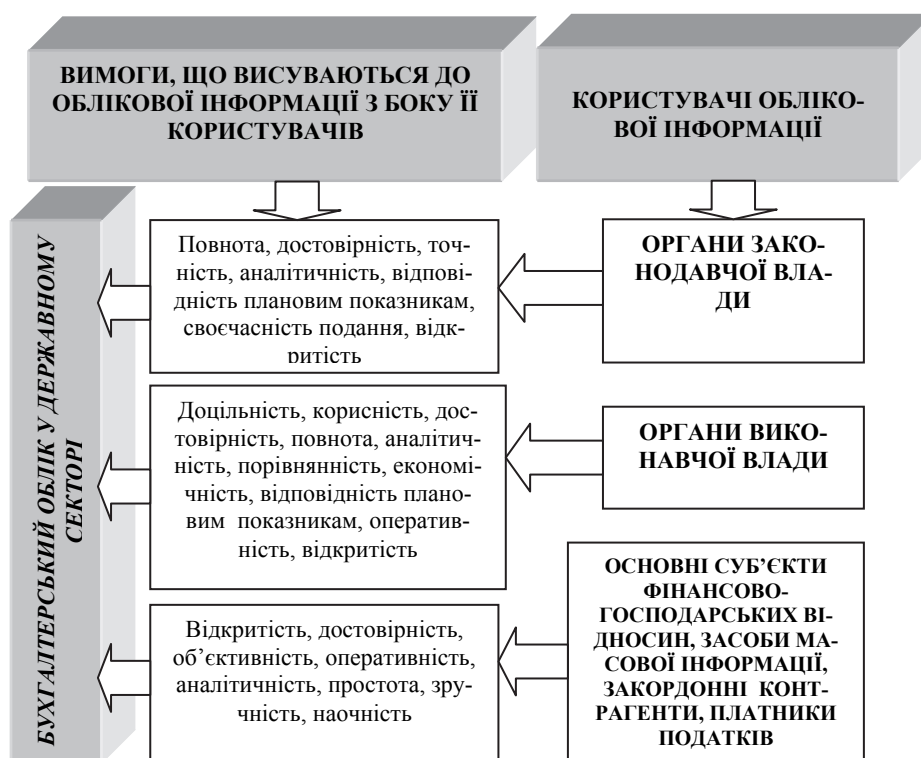 ВИМОГИ, ЩО ВИСУВАЮТЬСЯ ДО
ОБЛІКОВОЇ ІНФОРМАЦІЇ З БОКУ ЇЇ
КОРИСТУВАЧІВ
КОРИСТУВАЧІ ОБЛІКО-
ВОЇ ІНФОРМАЦІЇ
БУХГАЛТЕРСЬКИЙ ОБЛІК У ДЕРЖАВНОМУ
СЕКТОРІ
Повнота, достовірність, точ-
ність, аналітичність, відпові-
дність плановим показникам,
своєчасність подання, відк-
ритість
ОРГАНИ ЗАКО-
НОДАВЧОЇ ВЛА-
ДИ
Доцільність, корисність, дос-
товірність, повнота, аналітич-
ність, порівнянність, економі-
чність, відповідність плано-
вим показникам, оператив-
ність, відкритість
ОРГАНИ ВИКО-
НАВЧОЇ ВЛАДИ
Відкритість, достовірність,
об’єктивність, оперативність,
аналітичність, простота, зру-
чність, наочність
ОСНОВНІ СУБ’ЄКТИ
ФІНАНСОВО-
ГОСПОДАРСЬКИХ ВІ-
ДНОСИН, ЗАСОБИ МА-
СОВОЇ ІНФОРМАЦІЇ,
ЗАКОРДОННІ КОНТ-
РАГЕНТИ, ПЛАТНИКИ
ПОДАТКІВ